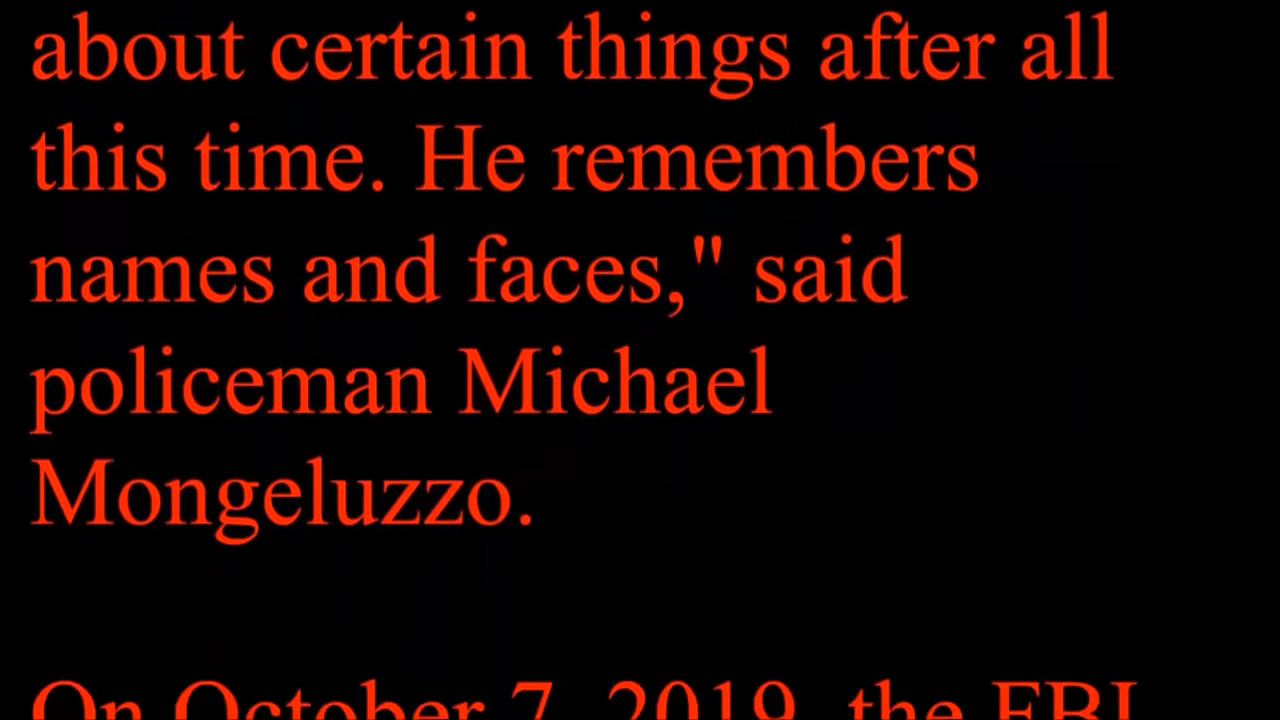 about certain things after all
this time. He remembers
names and faces," said
policeman Michael
Mongeluzzo.
On October 7, 2019, the FBI